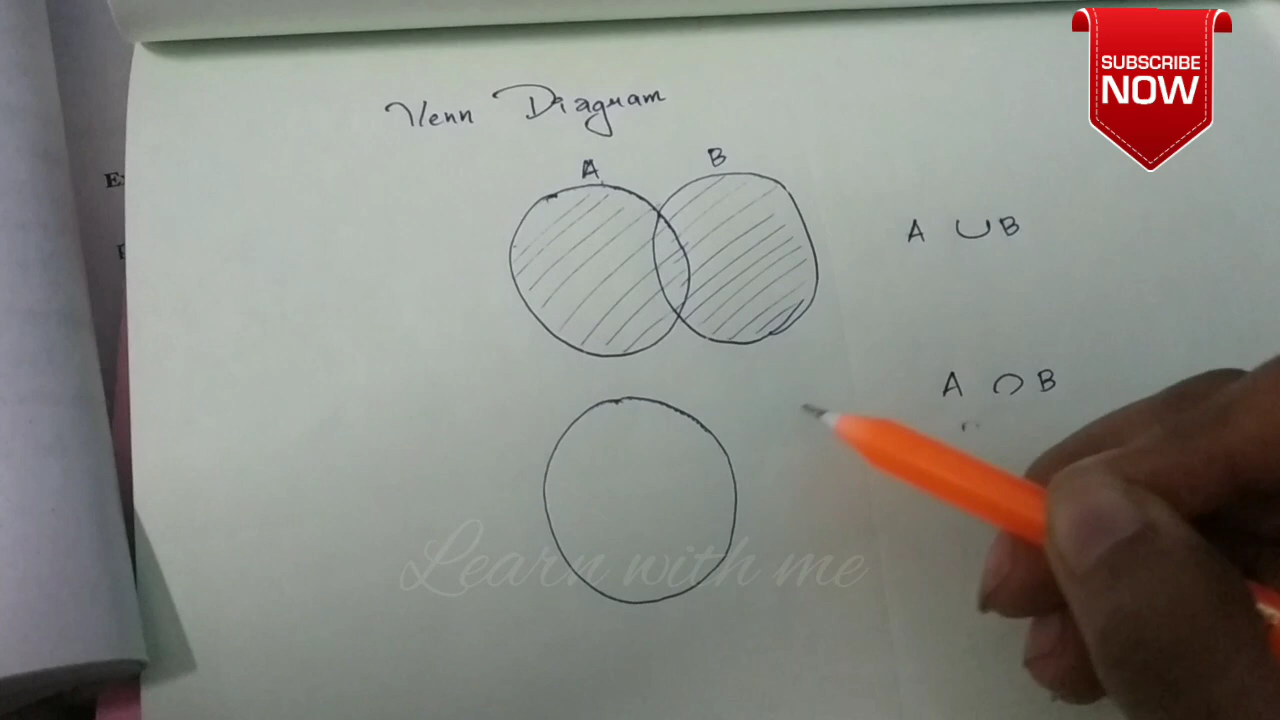 SUBSCRIBE
NOW
Venn Diagram
A B
A ∪ B
A ∩ B
Learn with me